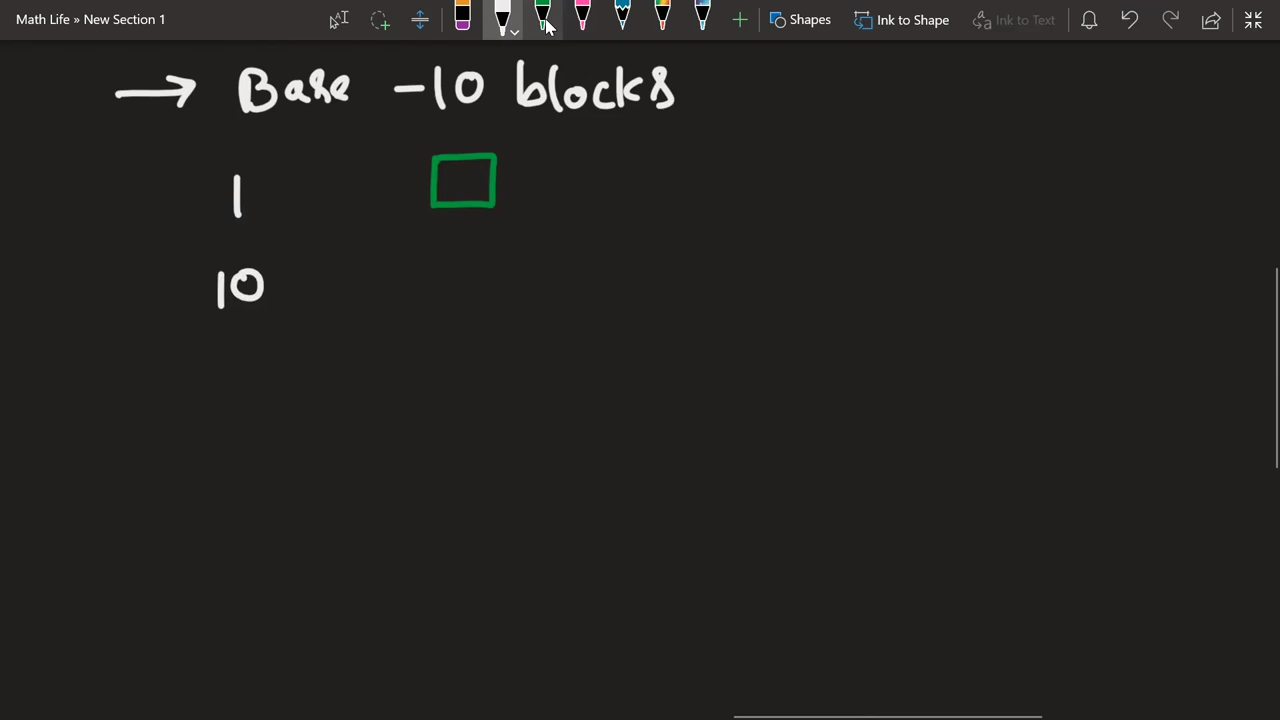 Math Life » New Section 1
Shapes
Ink to Shape
Ink to Text
→ Base -10 blocks
1
10